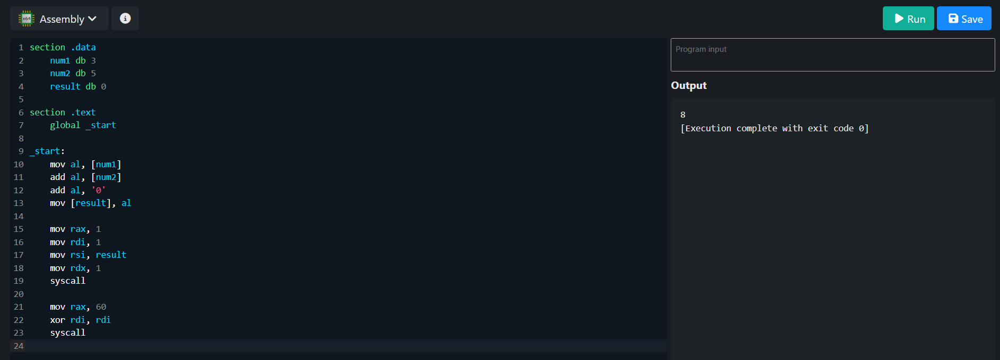 x64 Assembly
Run
Save
1 section .data
2     num1 db 3
3     num2 db 5
4     result db 0
5
6 section .text
7     global _start
8
9 _start:
10     mov al, [num1]
11     add al, [num2]
12     add al, '0'
13     mov [result], al
14
15     mov rax, 1
16     mov rdi, 1
17     mov rsi, result
18     mov rdx, 1
19     syscall
20
21     mov rax, 60
22     xor rdi, rdi
23     syscall
24
Program input
Output
8
[Execution complete with exit code 0]